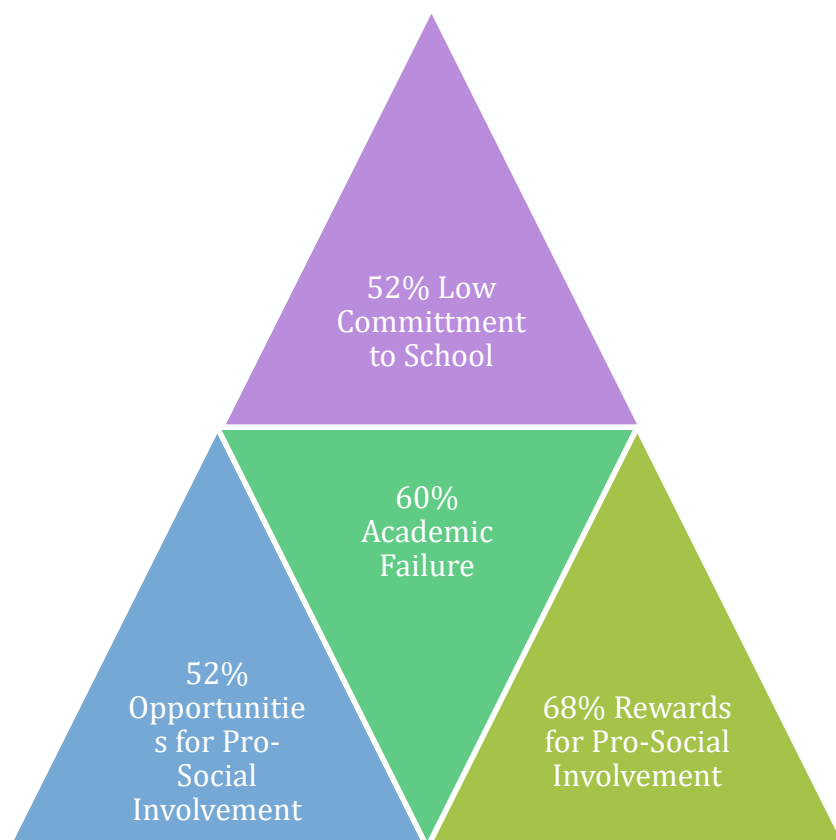 52% Low
Committment
to School
60%
Academic
Failure
52%
Opportunitie
s for Pro-
Social
Involvement
68% Rewards
for Pro-Social
Involvement